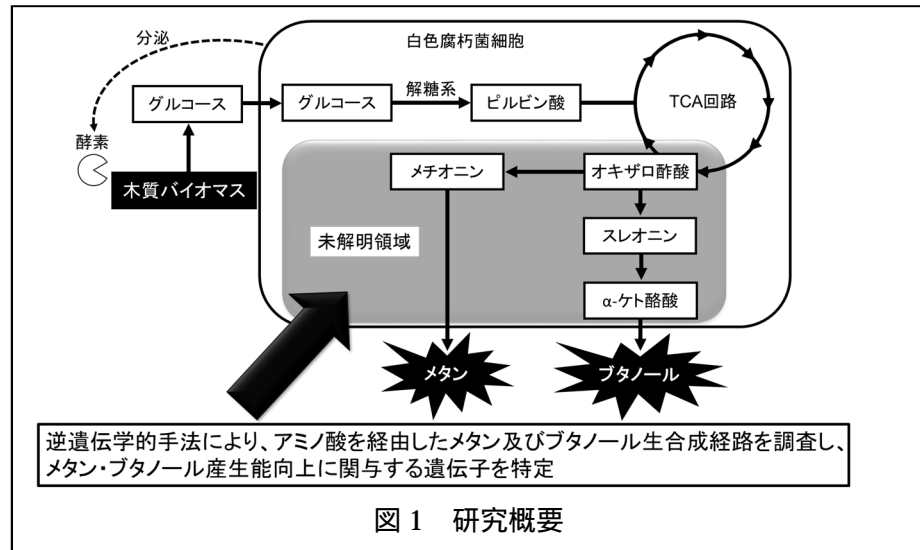 分泌
白色腐朽菌細胞
グルコース
グルコース
解糖系
ピルビン酸
TCA回路
酵素
木質バイオマス
メチオニン
オキザロ酢酸
スレオニン
未解明領域
α-ケト酪酸
メタン
ブタノール
逆遺伝学的手法により、アミノ酸を経由したメタン及びブタノール生合成経路を調査し、
メタン・ブタノール産生能向上に関与する遺伝子を特定
図1 研究概要